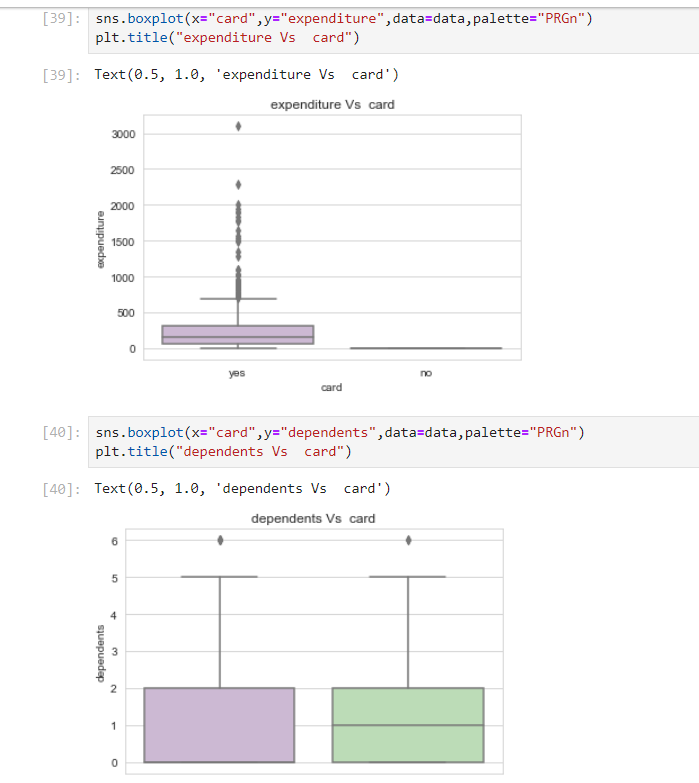 [39]: sns.boxplot(x="card",y="expenditure",data=data,palette="PRGn")
plt.title("expenditure Vs  card")
[39]: Text(0.5, 1.0, 'expenditure Vs  card')
expenditure Vs  card
3000
2500
2000
1500
1000
500
0
expenditure
yes no
card
[40]: sns.boxplot(x="card",y="dependents",data=data,palette="PRGn")
plt.title("dependents Vs  card")
[40]: Text(0.5, 1.0, 'dependents Vs  card')
dependents Vs  card
6
5
4
3
2
1
0
dependents